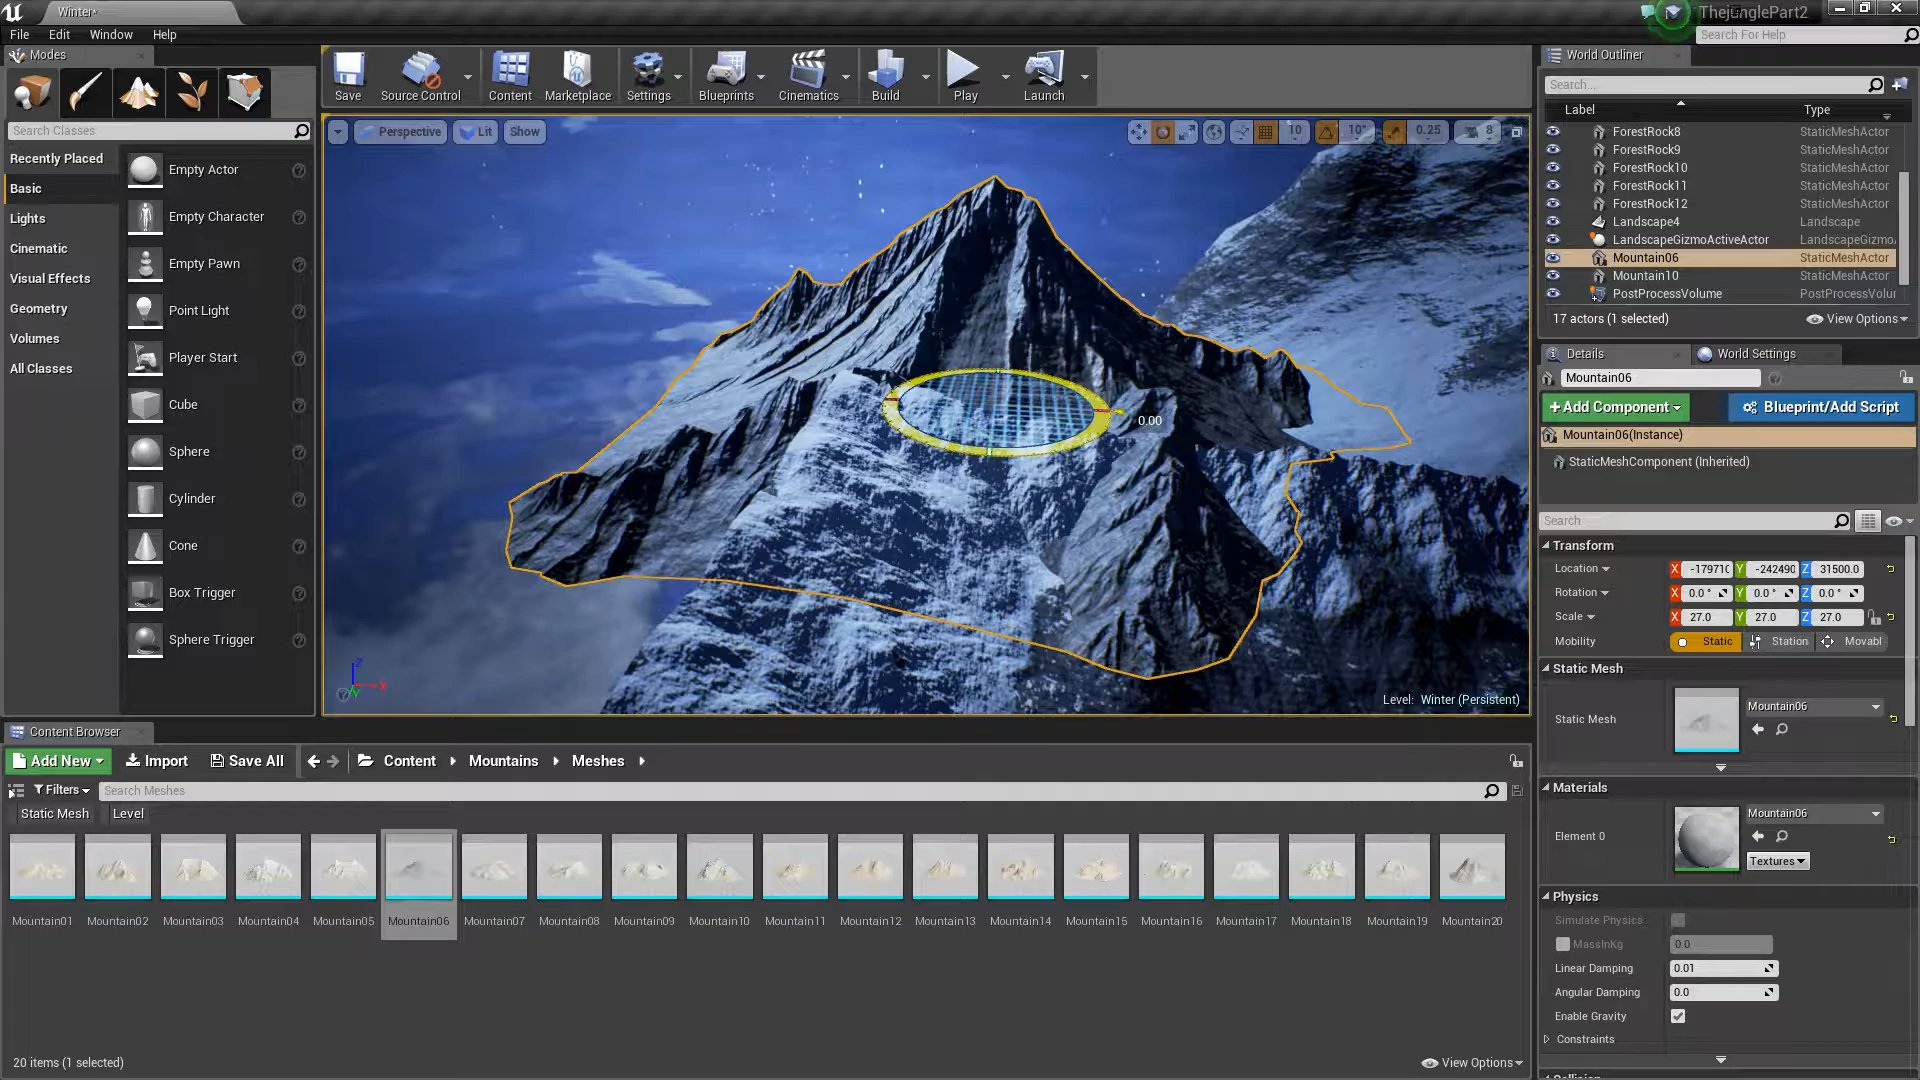 Winter*
ThejunglePart2
File Edit Window Help
Search For Help
Modes
Search Classes
Recently Placed
Basic
Lights
Cinematic
Visual Effects
Geometry
Volumes
All Classes
Empty Actor
Empty Character
Empty Pawn
Point Light
Player Start
Cube
Sphere
Cylinder
Cone
Box Trigger
Sphere Trigger
Save Source Control Content Marketplace Settings Blueprints Cinematics Build Play Launch
Perspective Lit Show
10 10° 0.25 8
0.00
Level: Winter (Persistent)
World Outliner
Search...
Label Type
ForestRock8 StaticMeshActor
ForestRock9 StaticMeshActor
ForestRock10 StaticMeshActor
ForestRock11 StaticMeshActor
ForestRock12 StaticMeshActor
Landscape4 Landscape
LandscapeGizmoActiveActor LandscapeGizmo
Mountain06 StaticMeshActor
Mountain10 StaticMeshActor
PostProcessVolume PostProcessVolur
17 actors (1 selected) View Options
Details World Settings
Mountain06
+Add Component Blueprint/Add Script
Mountain06(Instance)
StaticMeshComponent (Inherited)
Search
Transform
Location X -17971( Y -242490 Z 31500.0
Rotation X 0.0 ° Y 0.0 ° Z 0.0 °
Scale X 27.0 Y 27.0 Z 27.0
Mobility Static Station Movabl
Static Mesh
Static Mesh Mountain06
Materials
Element 0 Mountain06
Textures
Physics
Simulate Physics
MassInKg 0.0
Linear Damping 0.01
Angular Damping 0.0
Enable Gravity
Constraints
Content Browser
Add New Import Save All Content Mountains Meshes
Filters Search Meshes
Static Mesh Level
Mountain01 Mountain02 Mountain03 Mountain04 Mountain05 Mountain06 Mountain07 Mountain08 Mountain09 Mountain10 Mountain11 Mountain12 Mountain13 Mountain14 Mountain15 Mountain16 Mountain17 Mountain18 Mountain19 Mountain20
20 items (1 selected) View Options